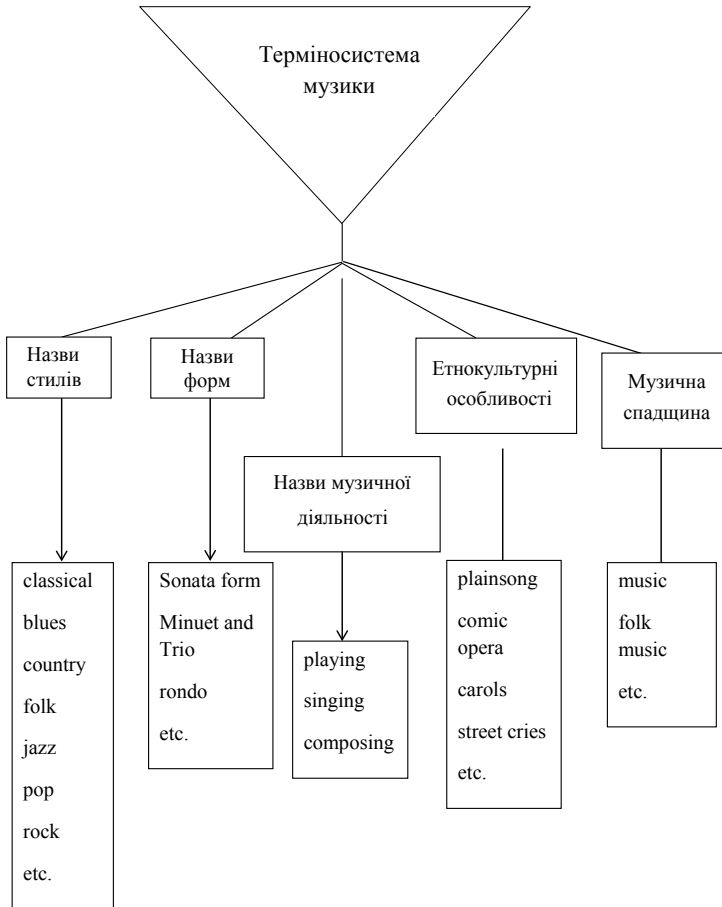 Терміносистема
музики
Назви
стилів
Назви
форм
Назви музичної
діяльності
Етнокультурні
особливості
Музична
спадщина
classical
blues
country
folk
jazz
pop
rock
etc.
Sonata form
Minuet and
Trio
rondo
etc.
playing
singing
composing
plainsong
comic
opera
carols
street cries
etc.
music
folk
music
etc.